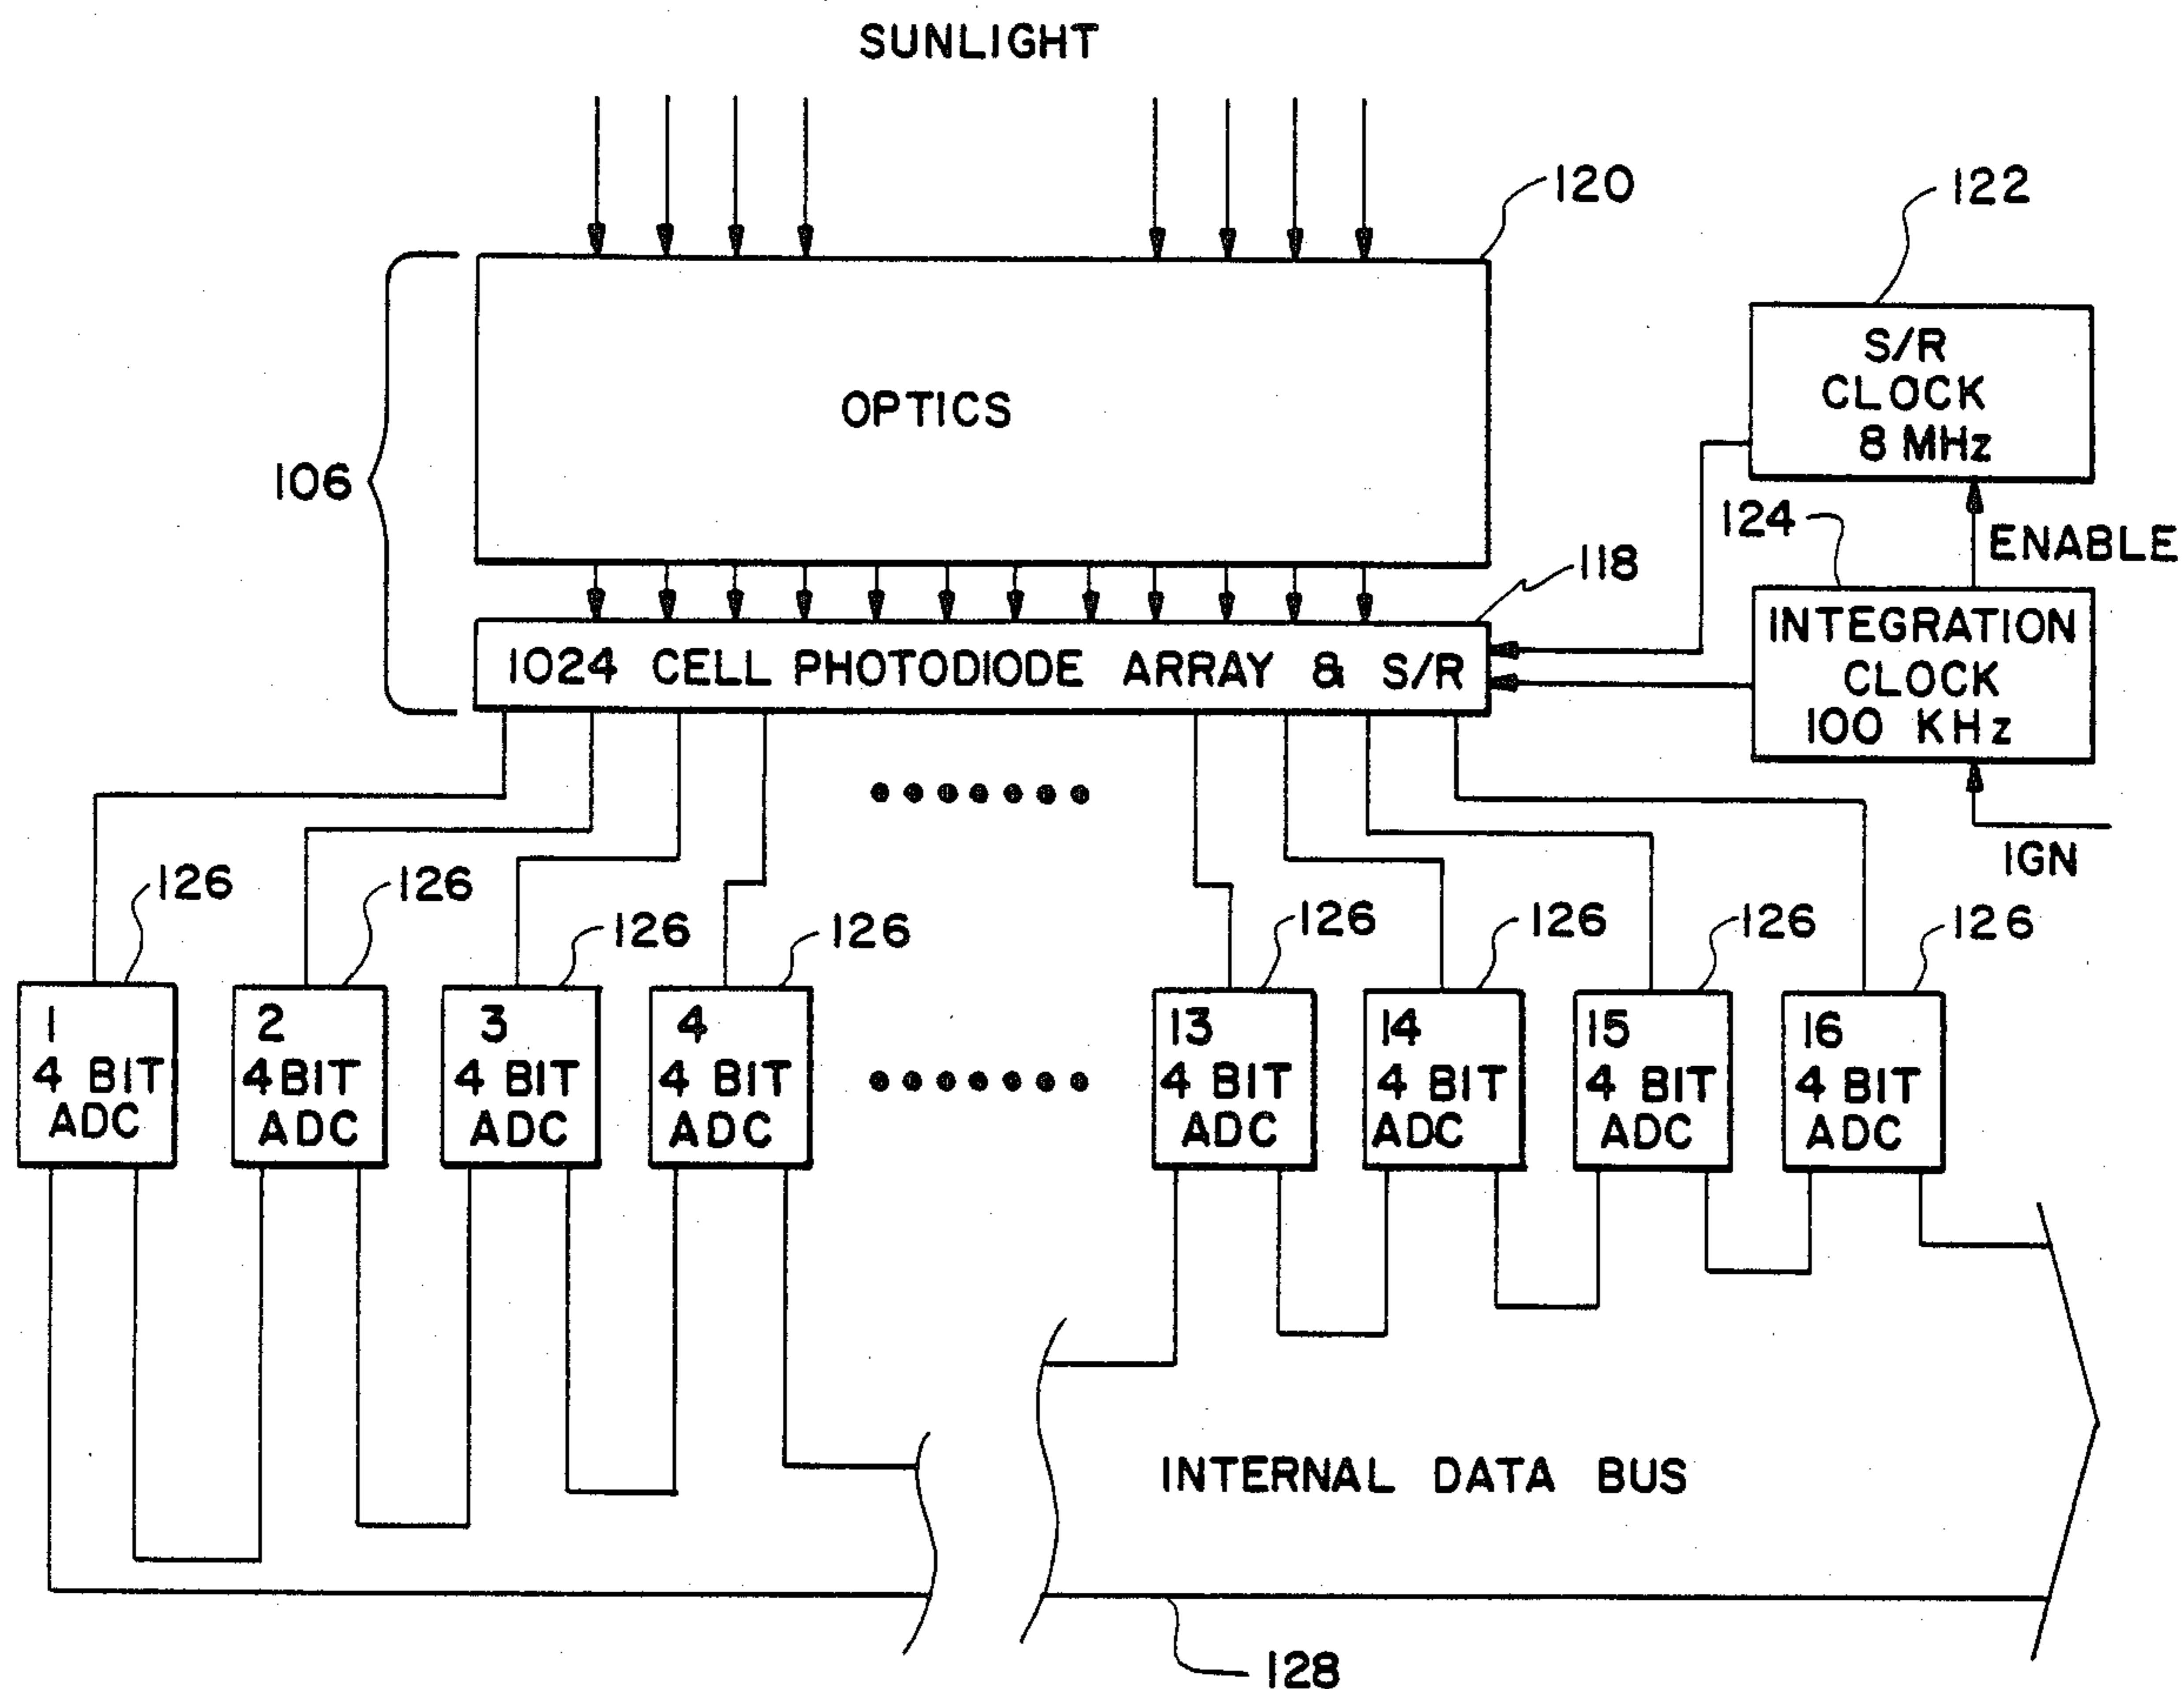 SUNLIGHT
120
122
S/R
CLOCK
8 MHz
OPTICS
106
124
ENABLE
118
1024 CELL PHOTODIODE ARRAY & S/R
INTEGRATION
CLOCK
100 KHz
IGN
126
126
126
126
126
126
126
126
1
4 BIT
ADC
2
4 BIT
ADC
3
4 BIT
ADC
4
4 BIT
ADC
13
4 BIT
ADC
14
4 BIT
ADC
15
4 BIT
ADC
16
4 BIT
ADC
INTERNAL DATA BUS
128